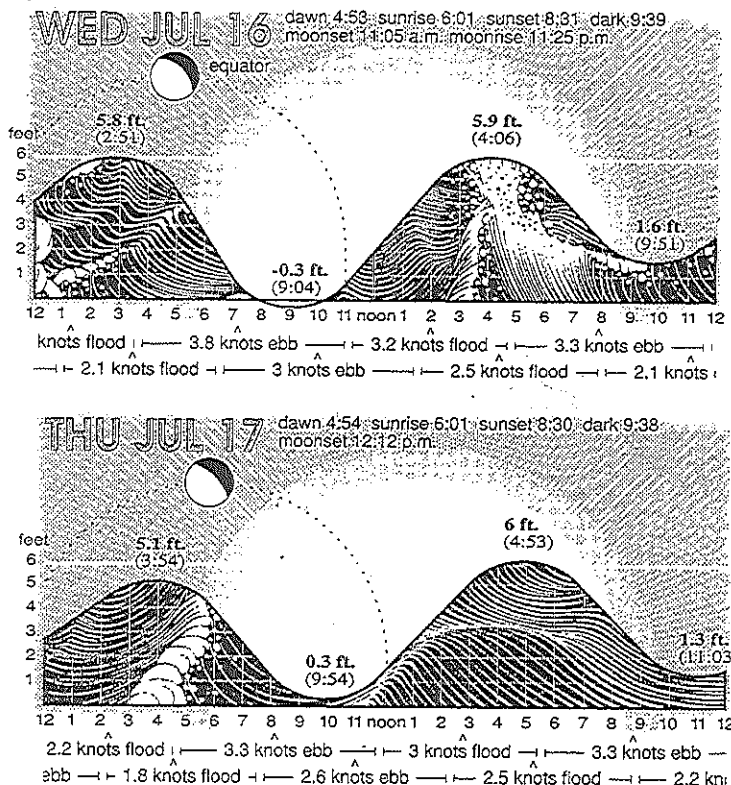 WED JUL 16
dawn 4:53 sunrise 6:01 sunset 8:31 dark 9:39
moonset 11:05 a.m. moonrise 11:25 p.m.
equator
5.8 ft.
(2:51)
5.9 ft.
(4:06)
feet
6
5
4
3
2
1
-0.3 ft.
(9:04)
1.6 ft.
(9:51)
12 1 2 3 4 5 6 7 8 9 10 11 noon 1 2 3 4 5 6 7 8 9 10 11 12
knots flood 3.8 knots ebb 3.2 knots flood 3.3 knots ebb
2.1 knots flood 3 knots ebb 2.5 knots flood 2.1 knots
THU JUL 17
dawn 4:54 sunrise 6:01 sunset 8:30 dark 9:38
moonset 12:12 p.m.
feet
6
5
4
3
2
1
5.1 ft.
(3:54)
6 ft.
(4:53)
0.3 ft.
(9:54)
1.3 ft.
(11:03
12 1 2 3 4 5 6 7 8 9 10 11 noon 1 2 3 4 5 6 7 8 9 10 11 12
2.2 knots flood 3.3 knots ebb 3 knots flood 3.3 knots ebb
ebb 1.8 knots flood 2.6 knots ebb 2.5 knots flood 2.2